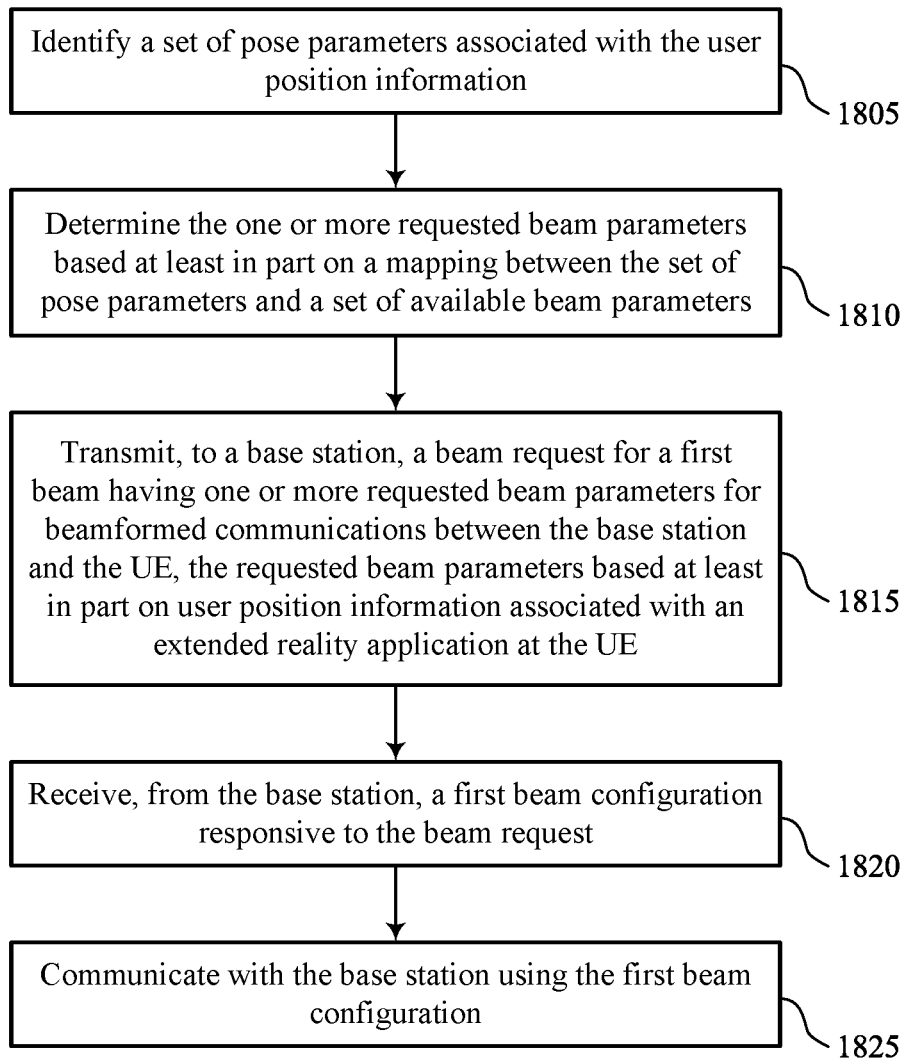 Identify a set of pose parameters associated with the user
position information
1805
Determine the one or more requested beam parameters
based at least in part on a mapping between the set of
pose parameters and a set of available beam parameters
1810
Transmit, to a base station, a beam request for a first
beam having one or more requested beam parameters for
beamformed communications between the base station
and the UE, the requested beam parameters based at least
in part on user position information associated with an
extended reality application at the UE
1815
Receive, from the base station, a first beam configuration
responsive to the beam request
1820
Communicate with the base station using the first beam
configuration
1825